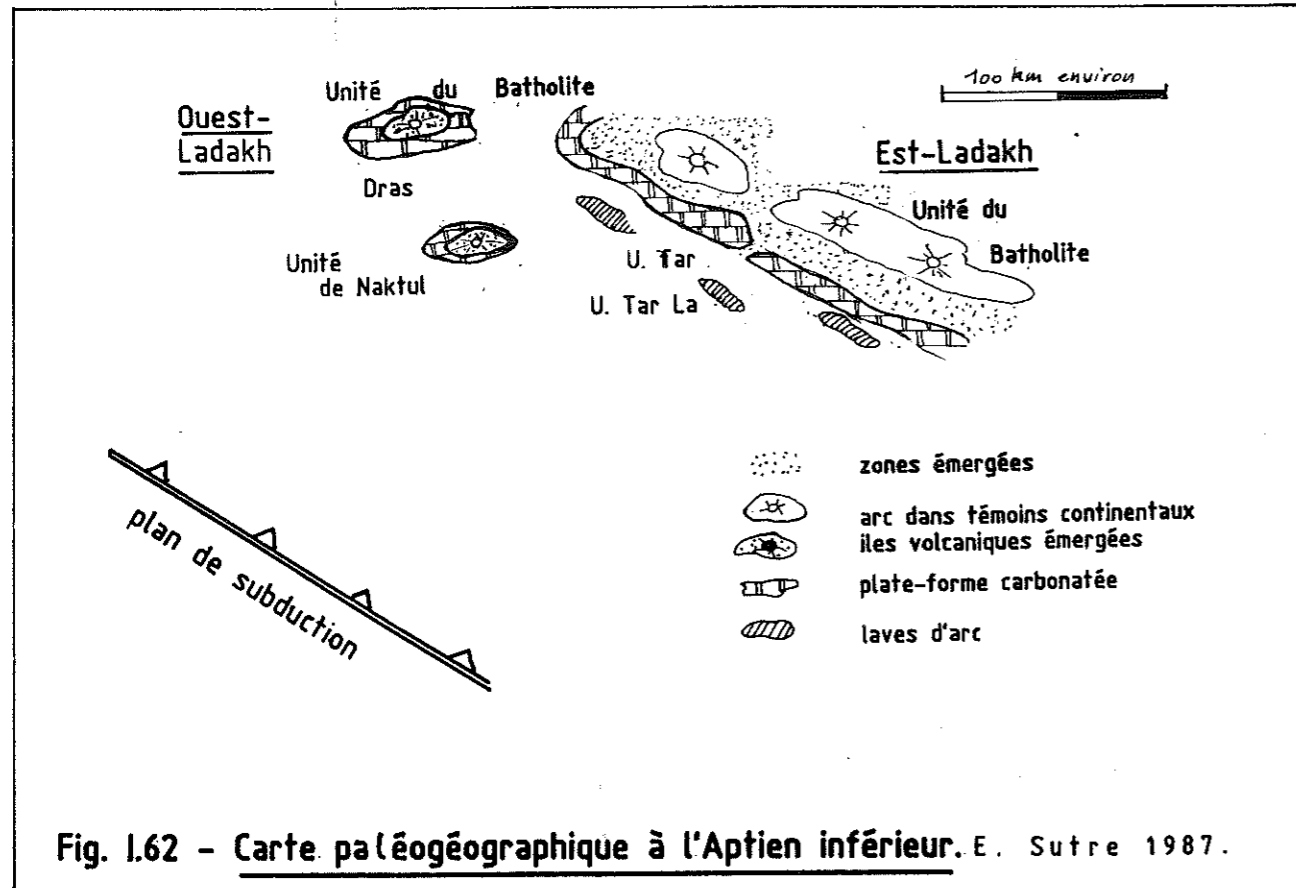 100 km environ
Unité du Batholite
Ouest-
Ladakh
Est-Ladakh
Dras
Unité du
Batholite
Unité
de Naktul
U. Tar
U. Tar La
plan de subduction
zones émergées
arc dans témoins continentaux
iles volcaniques émergées
plate-forme carbonatée
laves d'arc
Fig. I.62 - Carte paléogéographique à l'Aptien inférieur. E. Sutre 1987.